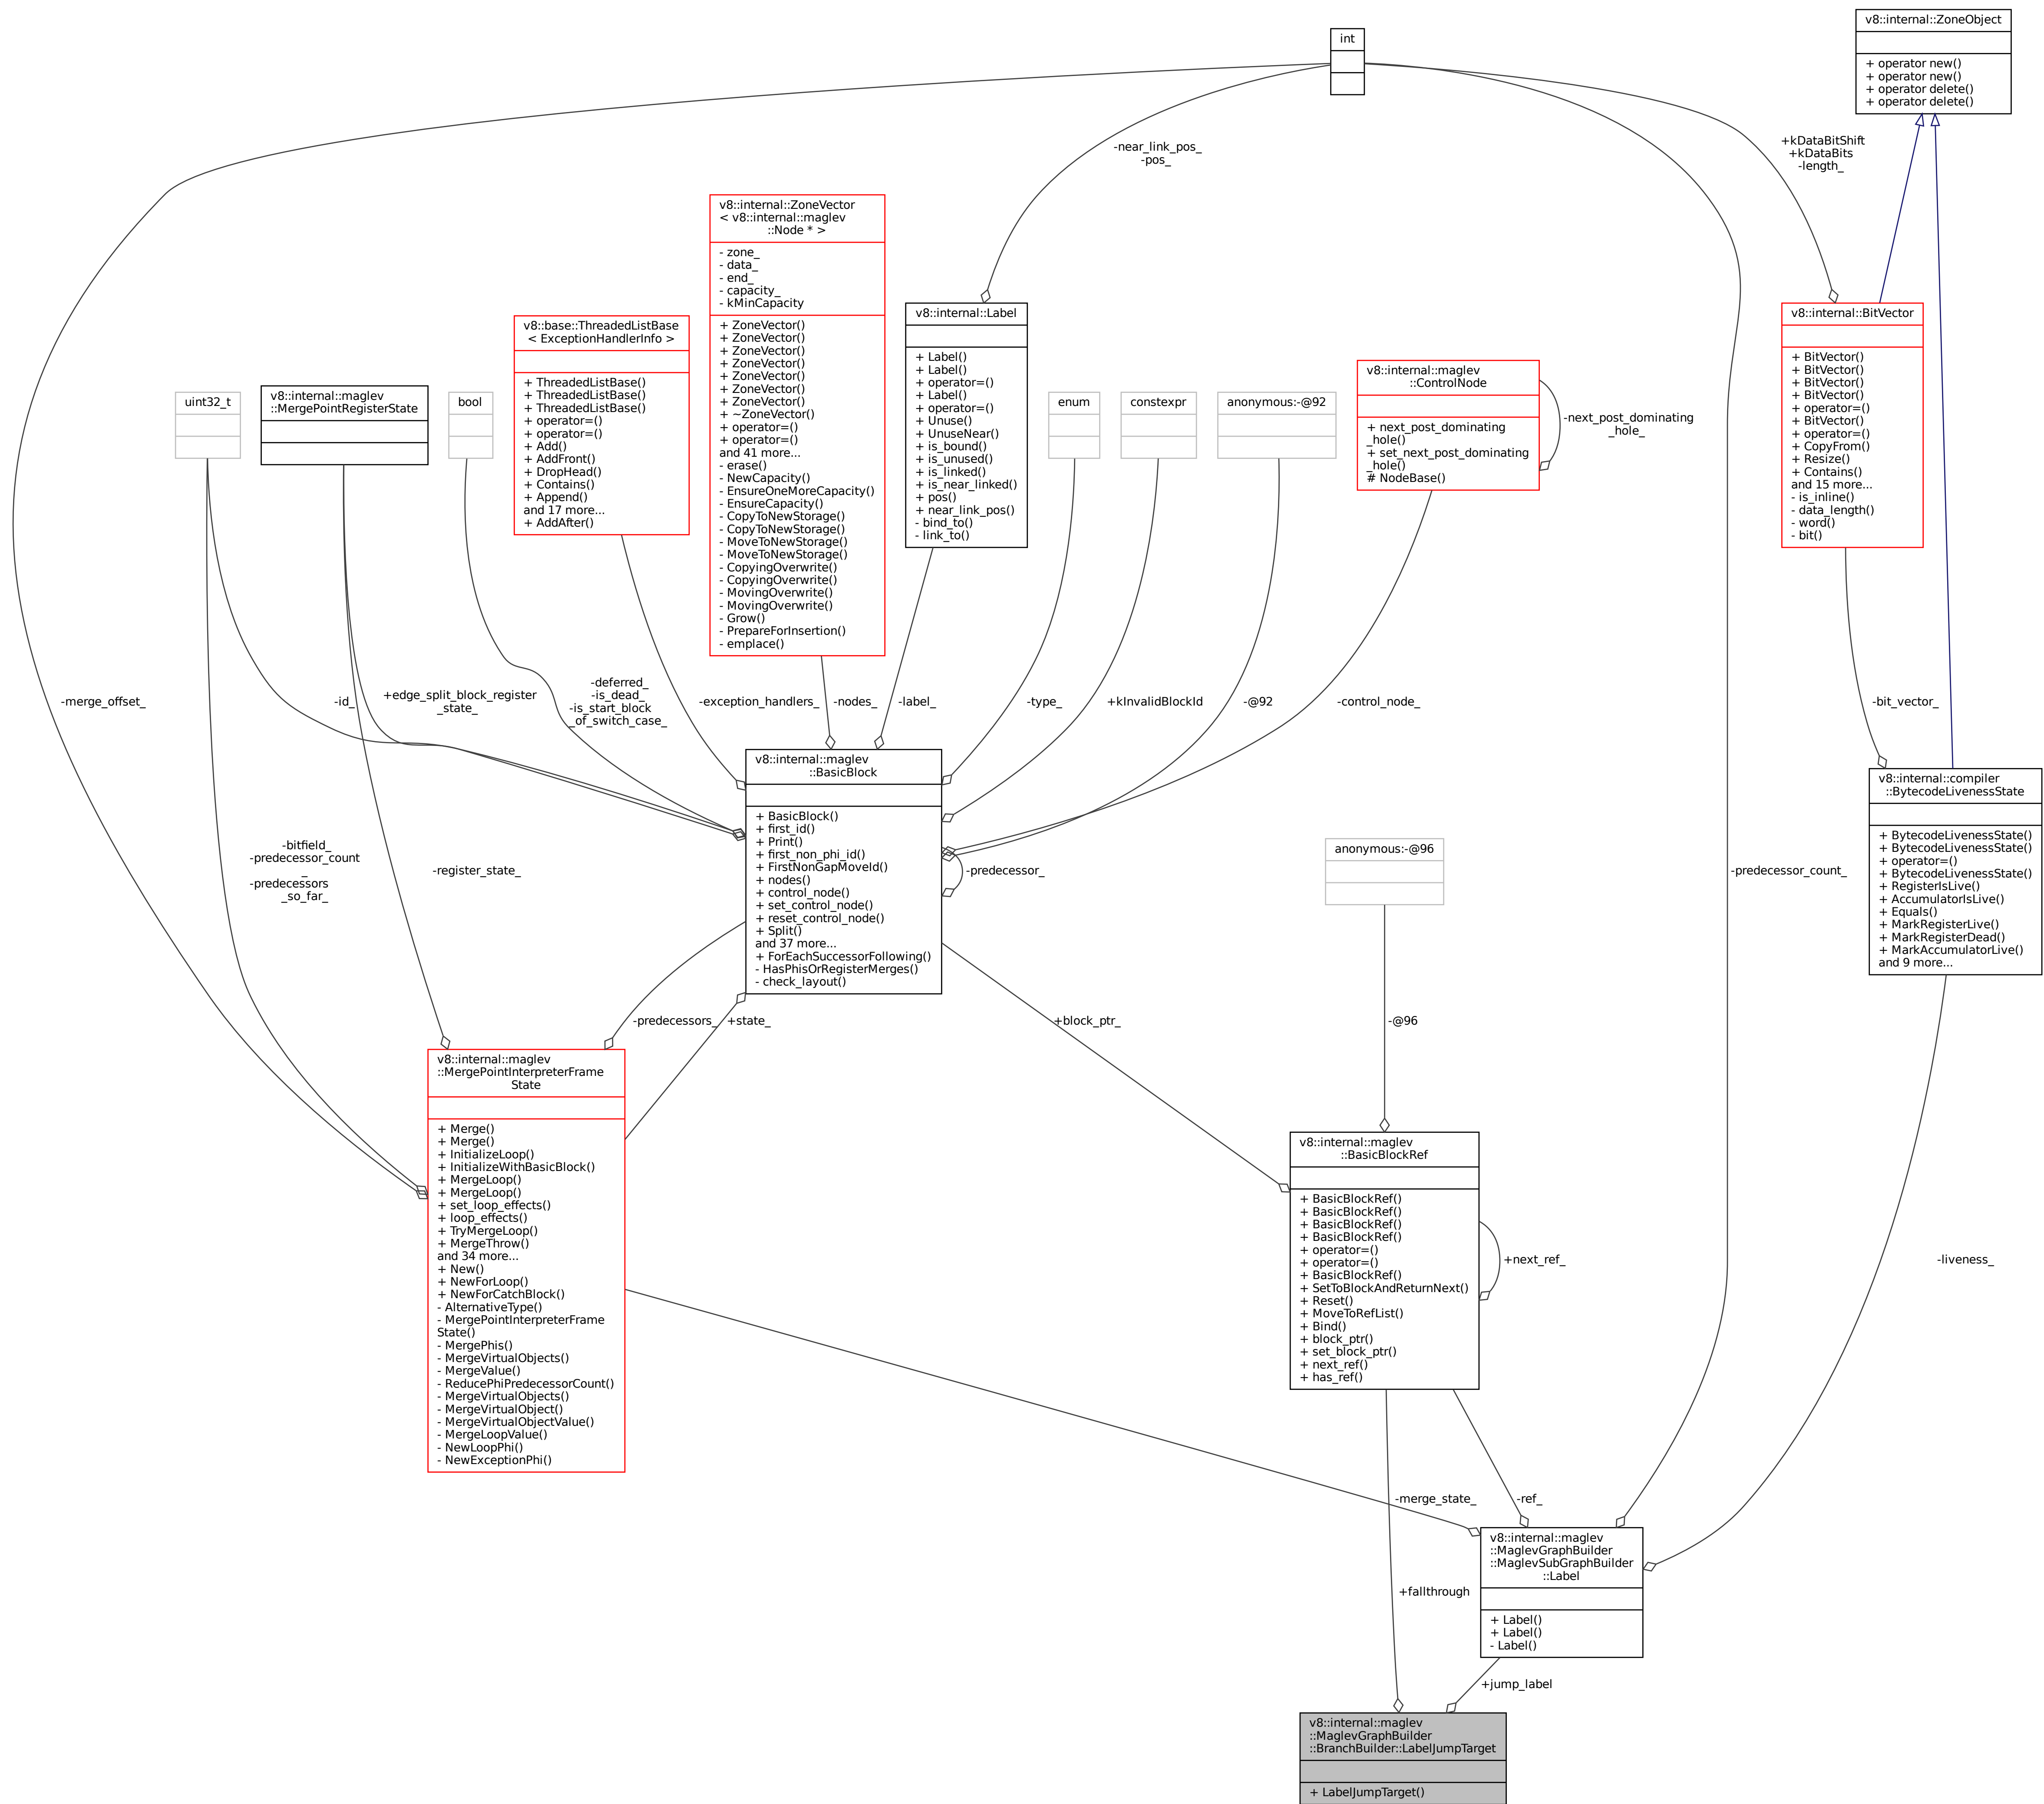 v8::internal::ZoneObject
+ operator new()
+ operator new()
+ operator delete()
+ operator delete()
int
-near_link_pos_
-pos_
+kDataBitShift
+kDataBits
-length_
v8::internal::ZoneVector
< v8::internal::maglev
::Node * >
- zone_
- data_
- end_
- capacity_
- kMinCapacity
+ ZoneVector()
+ ZoneVector()
+ ZoneVector()
+ ZoneVector()
+ ZoneVector()
+ ZoneVector()
+ ZoneVector()
+ ~ZoneVector()
+ operator=()
+ operator=()
and 41 more...
- erase()
- NewCapacity()
- EnsureOneMoreCapacity()
- EnsureCapacity()
- CopyToNewStorage()
- CopyToNewStorage()
- MoveToNewStorage()
- MoveToNewStorage()
- CopyingOverwrite()
- CopyingOverwrite()
- MovingOverwrite()
- MovingOverwrite()
- Grow()
- PrepareForInsertion()
- emplace()
v8::internal::Label
+ Label()
+ Label()
+ operator=()
+ Label()
+ operator=()
+ Unuse()
+ UnuseNear()
+ is_bound()
+ is_unused()
+ is_linked()
+ is_near_linked()
+ pos()
+ near_link_pos()
- bind_to()
- link_to()
v8::internal::BitVector
+ BitVector()
+ BitVector()
+ BitVector()
+ BitVector()
+ operator=()
+ BitVector()
+ operator=()
+ CopyFrom()
+ Resize()
+ Contains()
and 15 more...
- is_inline()
- data_length()
- word()
- bit()
v8::base::ThreadedListBase
< ExceptionHandlerInfo >
+ ThreadedListBase()
+ ThreadedListBase()
+ ThreadedListBase()
+ operator=()
+ operator=()
+ Add()
+ AddFront()
+ DropHead()
+ Contains()
+ Append()
and 17 more...
+ AddAfter()
v8::internal::maglev
::ControlNode
+ next_post_dominating
_hole()
+ set_next_post_dominating
_hole()
# NodeBase()
-next_post_dominating
_hole_
uint32_t
v8::internal::maglev
::MergePointRegisterState
bool
enum
constexpr
anonymous:-@92
-merge_offset_
-id_
+edge_split_block_register
_state_
-deferred_
-is_dead_
-is_start_block
_of_switch_case_
-exception_handlers_
-nodes_
-label_
-type_
+kInvalidBlockId
-@92
-control_node_
-bit_vector_
v8::internal::maglev
::BasicBlock
+ BasicBlock()
+ first_id()
+ Print()
+ first_non_phi_id()
+ FirstNonGapMoveId()
+ nodes()
+ control_node()
+ set_control_node()
+ reset_control_node()
+ Split()
and 37 more...
+ ForEachSuccessorFollowing()
- HasPhisOrRegisterMerges()
- check_layout()
-predecessor_
v8::internal::compiler
::BytecodeLivenessState
+ BytecodeLivenessState()
+ BytecodeLivenessState()
+ operator=()
+ BytecodeLivenessState()
+ RegisterIsLive()
+ AccumulatorIsLive()
+ Equals()
+ MarkRegisterLive()
+ MarkRegisterDead()
+ MarkAccumulatorLive()
and 9 more...
-bitfield_
-predecessor_count
_
-predecessors
_so_far_
-register_state_
anonymous:-@96
-predecessor_count_
-predecessors_
+state_
+block_ptr_
-@96
v8::internal::maglev
::MergePointInterpreterFrame
State
+ Merge()
+ Merge()
+ InitializeLoop()
+ InitializeWithBasicBlock()
+ MergeLoop()
+ MergeLoop()
+ set_loop_effects()
+ loop_effects()
+ TryMergeLoop()
+ MergeThrow()
and 34 more...
+ New()
+ NewForLoop()
+ NewForCatchBlock()
- AlternativeType()
- MergePointInterpreterFrame
State()
- MergePhis()
- MergeVirtualObjects()
- MergeValue()
- ReducePhiPredecessorCount()
- MergeVirtualObjects()
- MergeVirtualObject()
- MergeVirtualObjectValue()
- MergeLoopValue()
- NewLoopPhi()
- NewExceptionPhi()
v8::internal::maglev
::BasicBlockRef
+ BasicBlockRef()
+ BasicBlockRef()
+ BasicBlockRef()
+ BasicBlockRef()
+ operator=()
+ operator=()
+ BasicBlockRef()
+ SetToBlockAndReturnNext()
+ Reset()
+ MoveToRefList()
+ Bind()
+ block_ptr()
+ set_block_ptr()
+ next_ref()
+ has_ref()
+next_ref_
-liveness_
-merge_state_
-ref_
v8::internal::maglev
::MaglevGraphBuilder
::MaglevSubGraphBuilder
::Label
+ Label()
+ Label()
- Label()
+fallthrough
+jump_label
v8::internal::maglev
::MaglevGraphBuilder
::BranchBuilder::LabelJumpTarget
+ LabelJumpTarget()